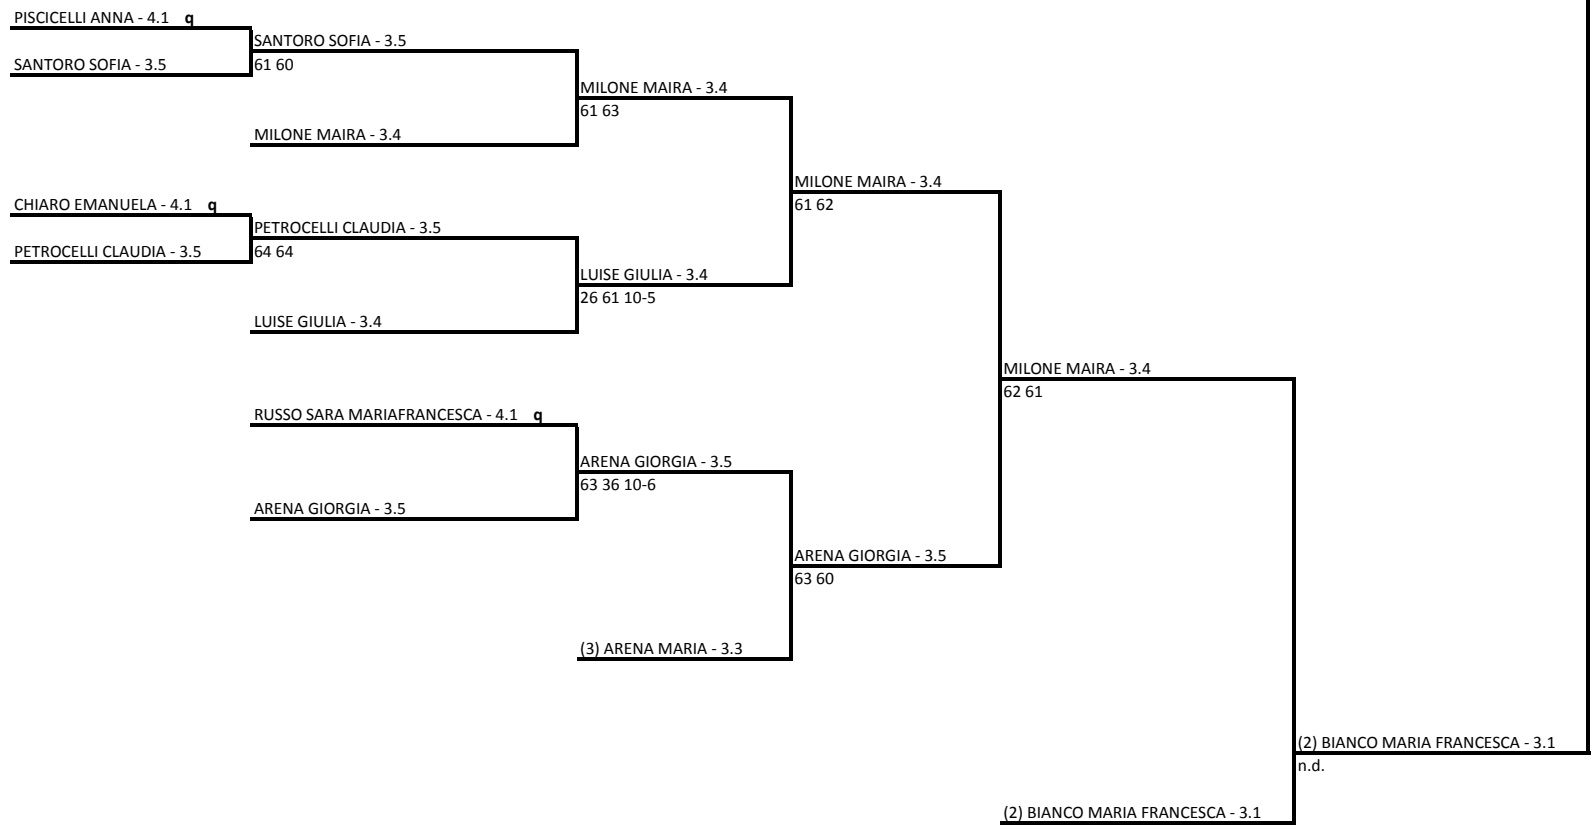 PISCICELLI ANNA - 4.1 q
SANTORO SOFIA - 3.5
SANTORO SOFIA - 3.5
61 60
MILONE MAIRA - 3.4
61 63
MILONE MAIRA - 3.4
MILONE MAIRA - 3.4
61 62
CHIARO EMANUELA - 4.1 q
PETROCELLI CLAUDIA - 3.5
PETROCELLI CLAUDIA - 3.5
64 64
LUISE GIULIA - 3.4
26 61 10-5
LUISE GIULIA - 3.4
MILONE MAIRA - 3.4
62 61
RUSSO SARA MARIAFRANCESCA - 4.1 q
ARENA GIORGIA - 3.5
63 36 10-6
ARENA GIORGIA - 3.5
ARENA GIORGIA - 3.5
63 60
(3) ARENA MARIA - 3.3
(2) BIANCO MARIA FRANCESCA - 3.1
n.d.
(2) BIANCO MARIA FRANCESCA - 3.1